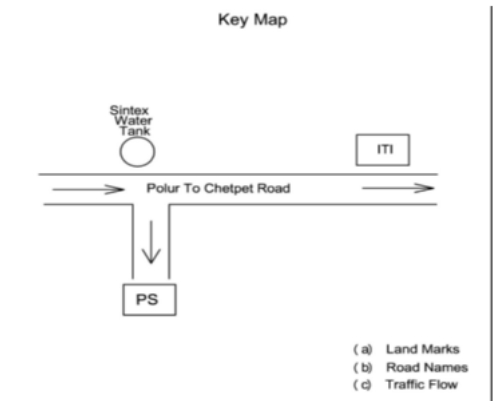 Key Map
Sintex
Water
Tank
ITI
Polur To Chetpet Road
PS
(a) Land Marks
(b) Road Names
(c) Traffic Flow